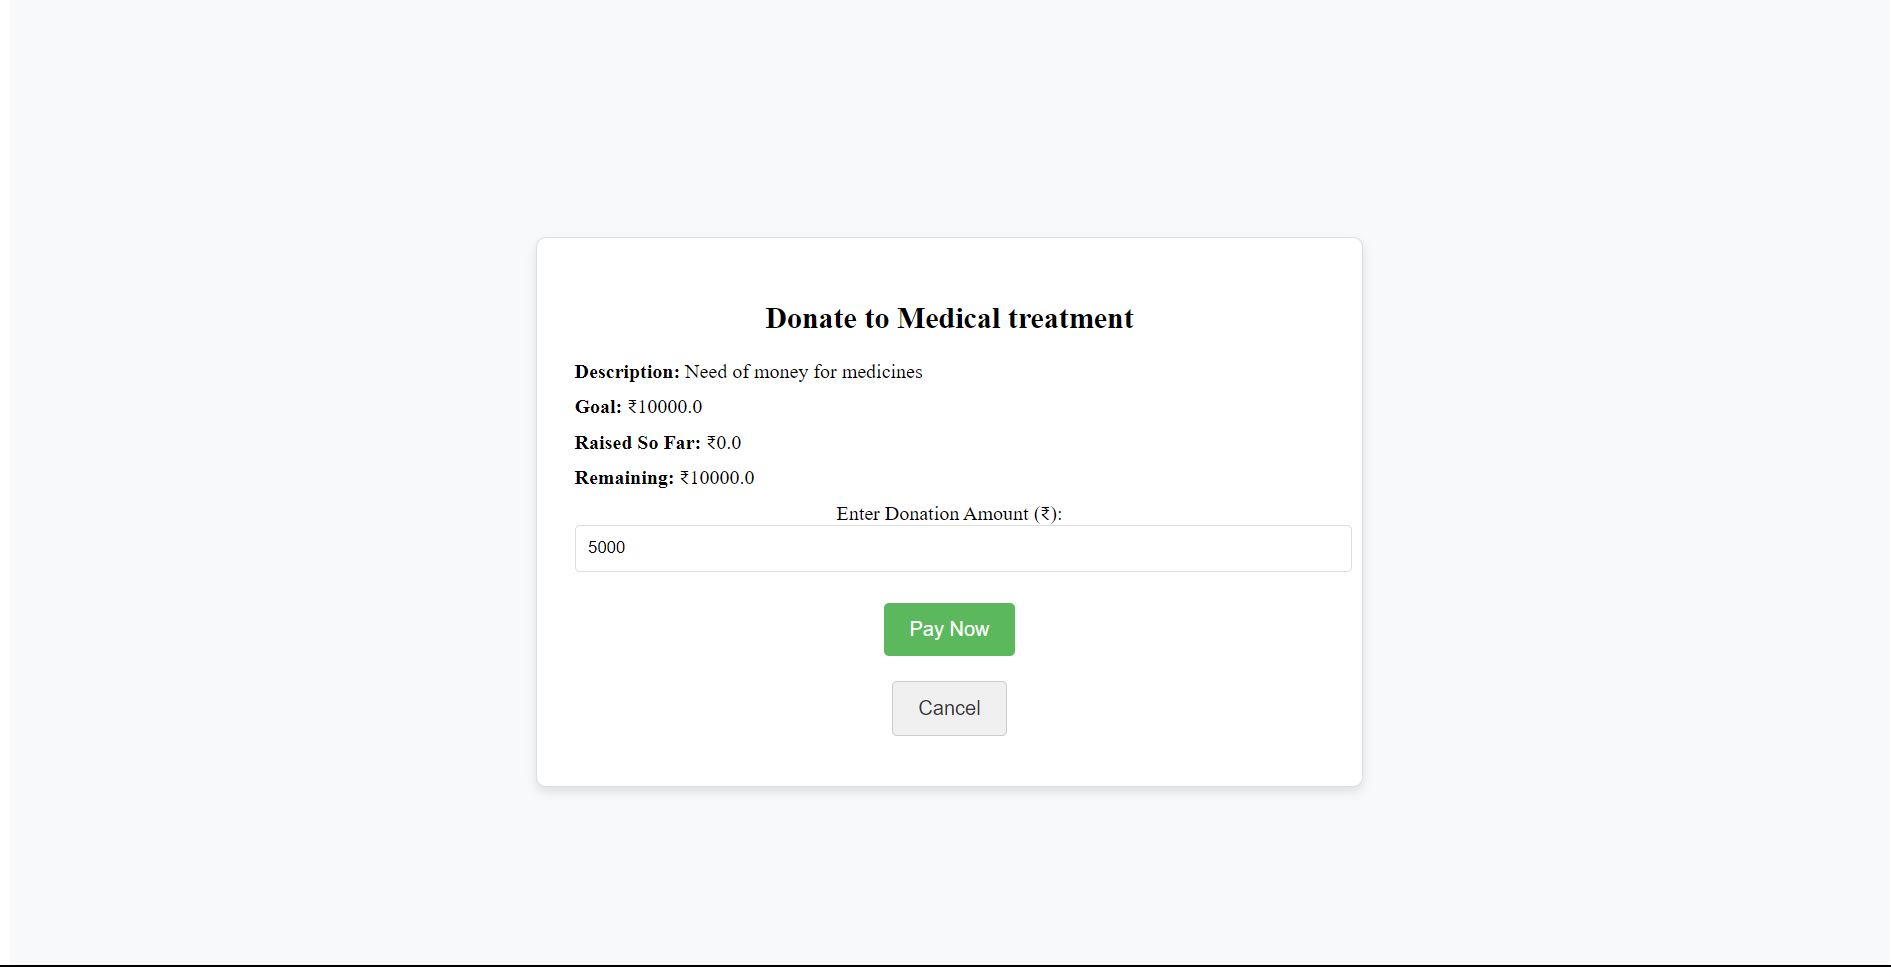 Donate to Medical treatment
Description: Need of money for medicines
Goal: ₹10000.0
Raised So Far: ₹0.0
Remaining: ₹10000.0
Enter Donation Amount (₹):
5000
Pay Now
Cancel